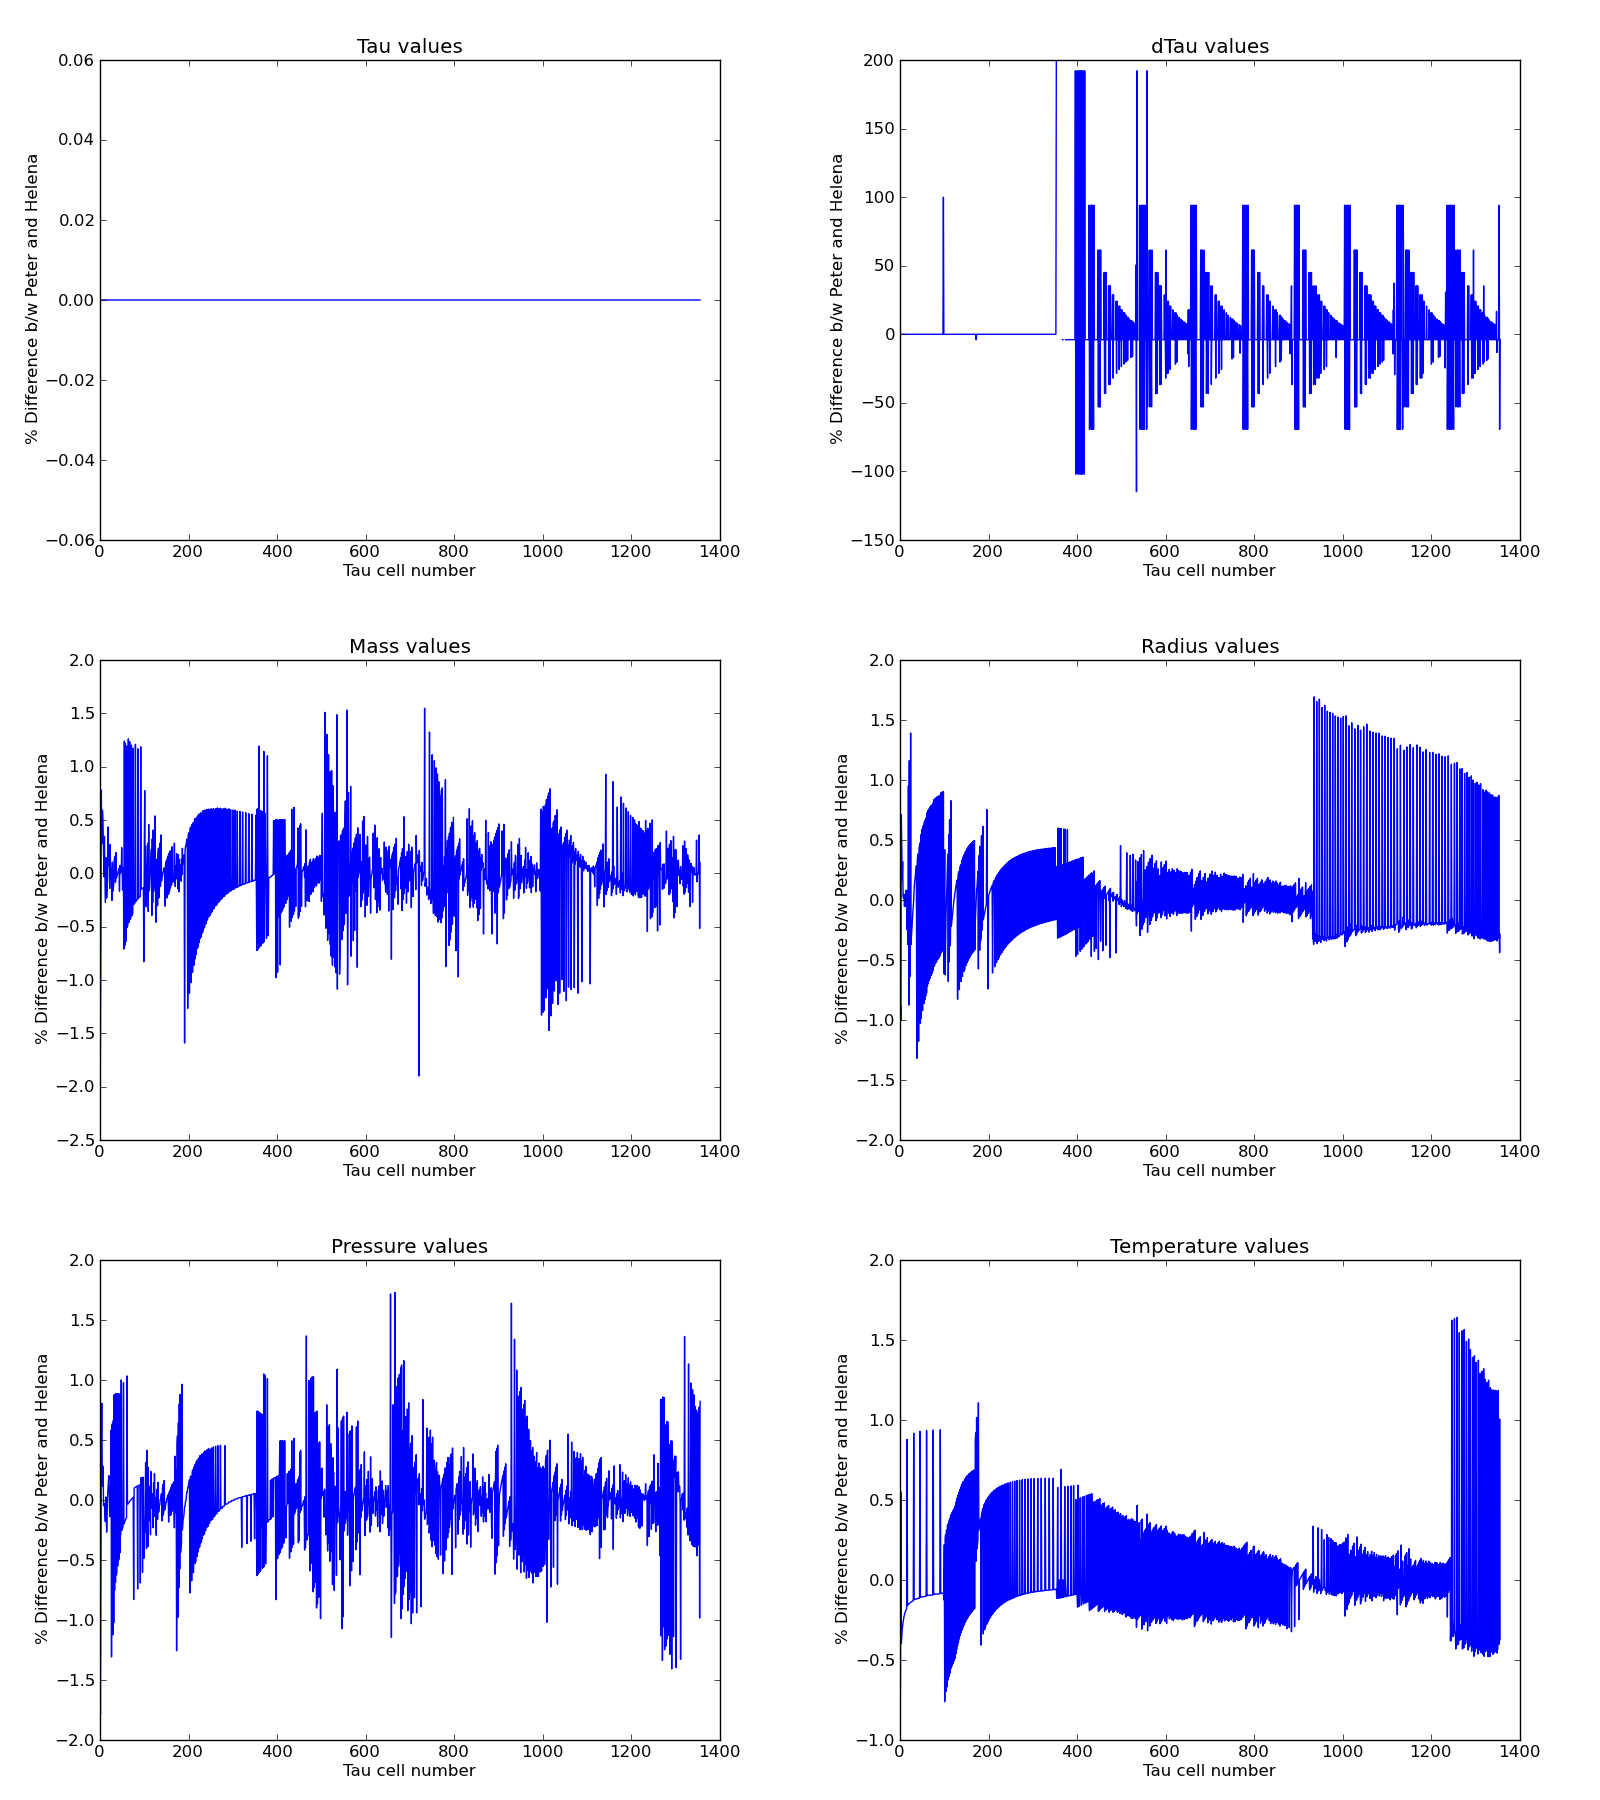 Tau values
% Difference b/w Peter and Helena
0.06
0.04
0.02
0.00
−0.02
−0.04
−0.06
0 200 400 600 800 1000 1200 1400
Tau cell number
dTau values
% Difference b/w Peter and Helena
200
150
100
50
0
−50
−100
−150
0 200 400 600 800 1000 1200 1400
Tau cell number
Mass values
% Difference b/w Peter and Helena
2.0
1.5
1.0
0.5
0.0
−0.5
−1.0
−1.5
−2.0
−2.5
0 200 400 600 800 1000 1200 1400
Tau cell number
Radius values
% Difference b/w Peter and Helena
2.0
1.5
1.0
0.5
0.0
−0.5
−1.0
−1.5
−2.0
0 200 400 600 800 1000 1200 1400
Tau cell number
Pressure values
% Difference b/w Peter and Helena
2.0
1.5
1.0
0.5
0.0
−0.5
−1.0
−1.5
−2.0
0 200 400 600 800 1000 1200 1400
Tau cell number
Temperature values
% Difference b/w Peter and Helena
2.0
1.5
1.0
0.5
0.0
−0.5
−1.0
0 200 400 600 800 1000 1200 1400
Tau cell number